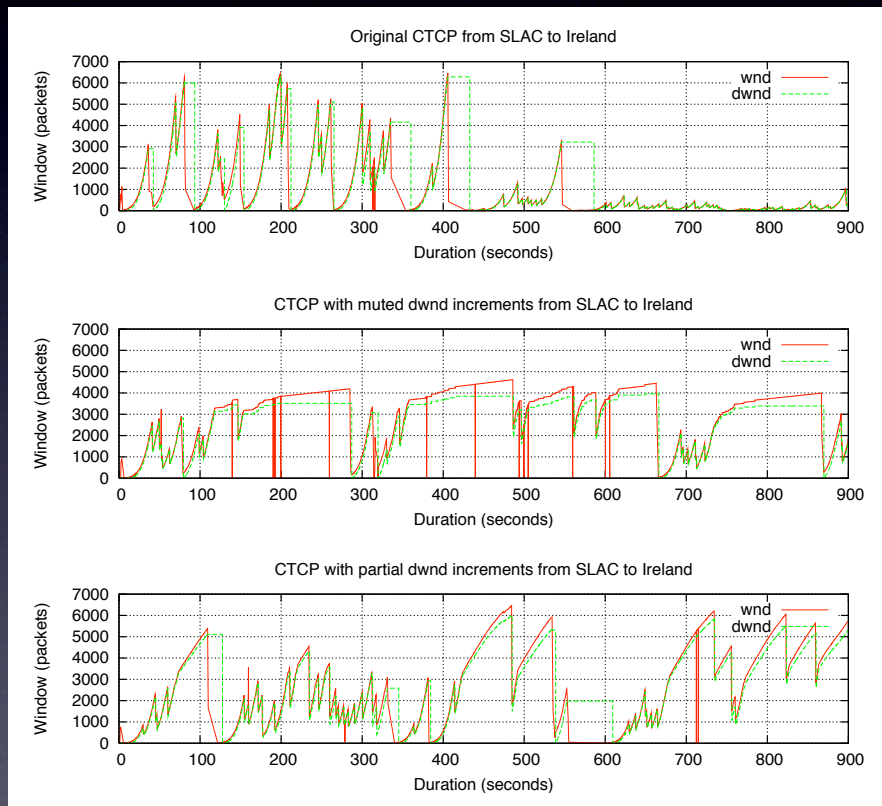 Original CTCP from SLAC to Ireland
Window (packets)
7000
6000
5000
4000
3000
2000
1000
0
wnd
dwnd
0 100 200 300 400 500 600 700 800 900
Duration (seconds)
CTCP with muted dwnd increments from SLAC to Ireland
Window (packets)
7000
6000
5000
4000
3000
2000
1000
0
wnd
dwnd
0 100 200 300 400 500 600 700 800 900
Duration (seconds)
CTCP with partial dwnd increments from SLAC to Ireland
Window (packets)
7000
6000
5000
4000
3000
2000
1000
0
wnd
dwnd
0 100 200 300 400 500 600 700 800 900
Duration (seconds)